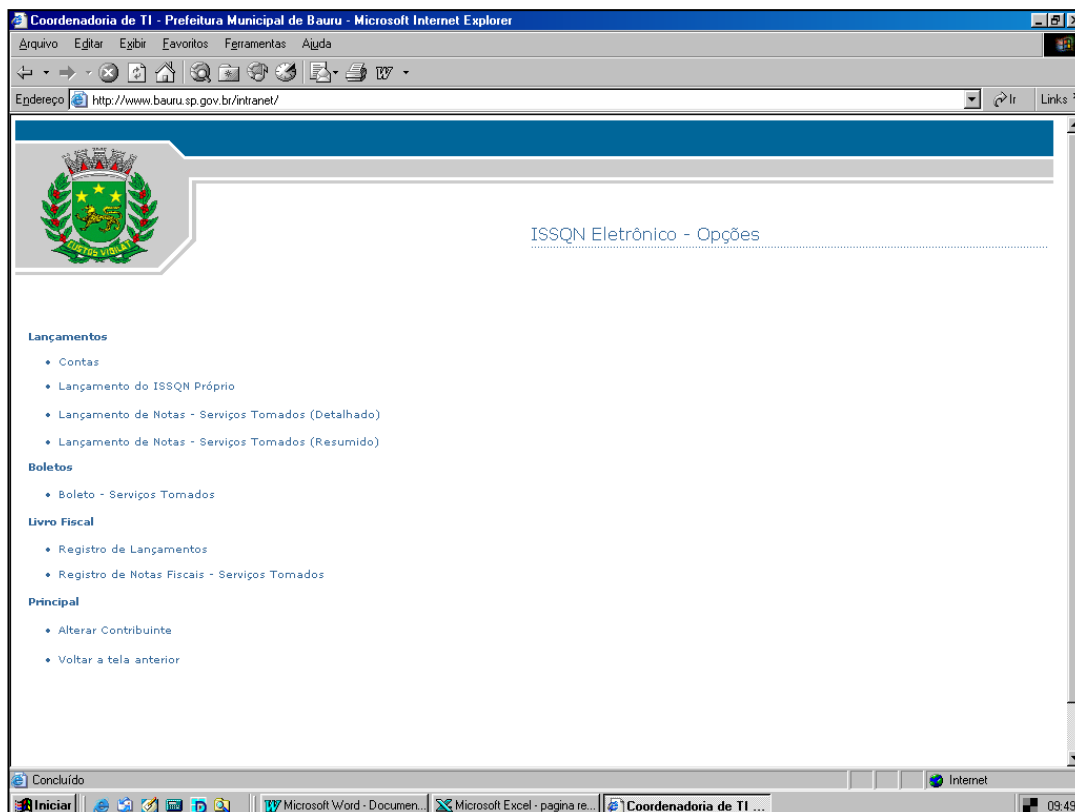 Coordenadoria de TI - Prefeitura Municipal de Bauru - Microsoft Internet Explorer
Arquivo Editar Exibir Favoritos Ferramentas Ajuda
Endereço http://www.bauru.sp.gov.br/intranet/ Ir Links
CUSTOS VIGILAT
ISSQN Eletrônico - Opções
Lançamentos
Contas
Lançamento do ISSQN Próprio
Lançamento de Notas - Serviços Tomados (Detalhado)
Lançamento de Notas - Serviços Tomados (Resumido)
Boletos
Boleto - Serviços Tomados
Livro Fiscal
Registro de Lançamentos
Registro de Notas Fiscais - Serviços Tomados
Principal
Alterar Contribuinte
Voltar a tela anterior
Concluído Internet
Iniciar Microsoft Word - Documen... Microsoft Excel - pagina re... Coordenadoria de TI ... 09:49